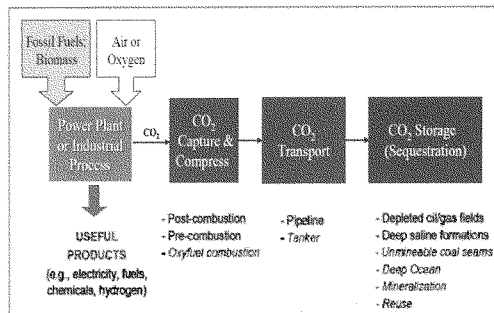 Fossil Fuels;
Biomass
Air or
Oxygen
Power Plant
or Industrial
Process
CO₂
CO₂
Capture &
Compress
CO₂
Transport
CO₂ Storage
(Sequestration)
USEFUL
PRODUCTS
(e.g., electricity, fuels,
chemicals, hydrogen)
- Post-combustion
- Pre-combustion
- Oxyfuel combustion
- Pipeline
- Tanker
- Depleted oil/gas fields
- Deep saline formations
- Unmineable coal seams
- Deep Ocean
- Mineralization
- Reuse